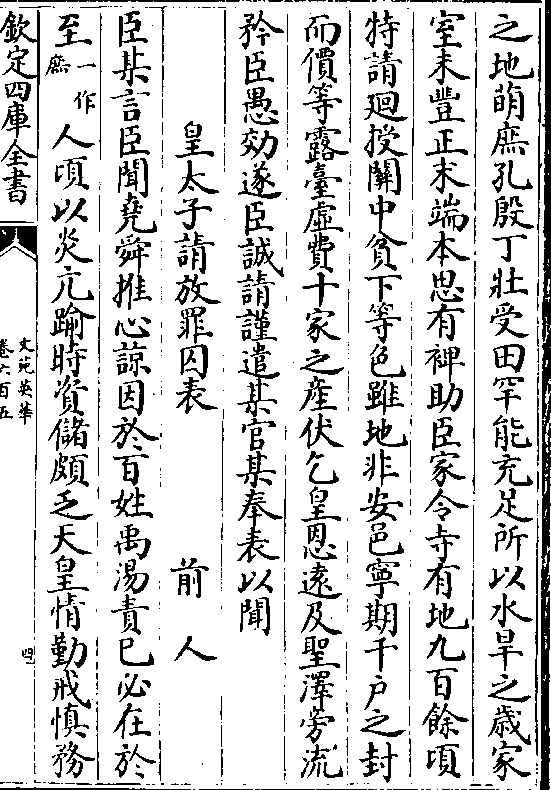 之地萌庶孔殷丁壯受田罕能充足所以水旱之歳家
室未豐正末端本思有裨助臣家令寺有地九百餘頃
特請廻授闗中貧下等色雖地非安邑寧期千戸之封
而價等露臺虚費十家之産伏乞皇恩逺及聖澤旁流
矜臣愚効遂臣誠請謹遣某官某奉表以聞
皇太子請放罪囚表 前人
臣某言臣聞堯舜推心諒因於百姓禹湯責已必在於
至一作庶人頃以炎亢踰時資儲頗乏天皇情勤戒慎務
欽定四庫全書
文苑英華
卷六百五
四